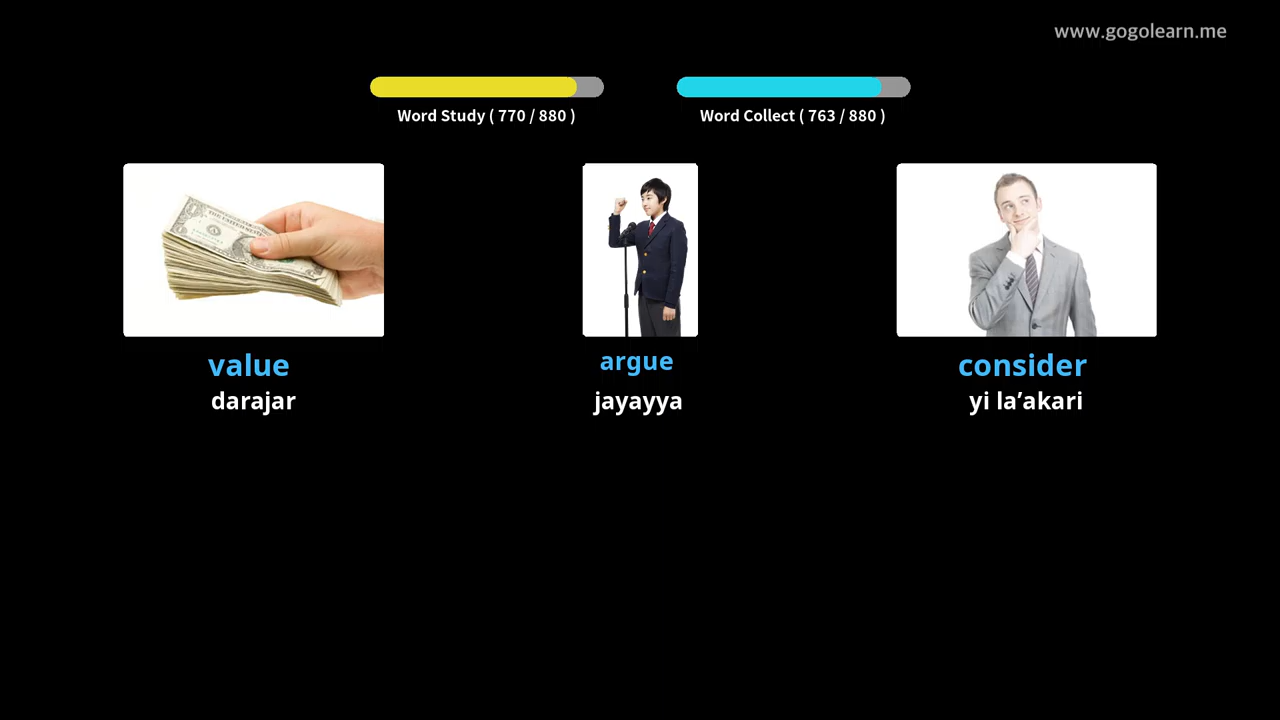 www.gogolearn.me
Word Study ( 770 / 880 )
Word Collect ( 763 / 880 )
value
darajar
argue
jayayya
consider
yi la’akari